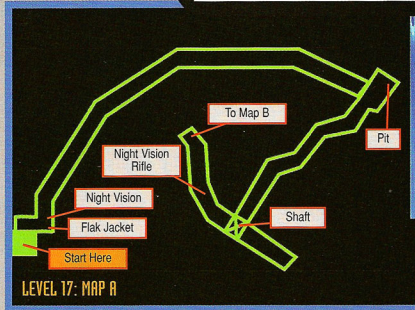 To Map B
Pit
Night Vision
Rifle
Night Vision
Shaft
Flak Jacket
Start Here
LEVEL 17: MAP A